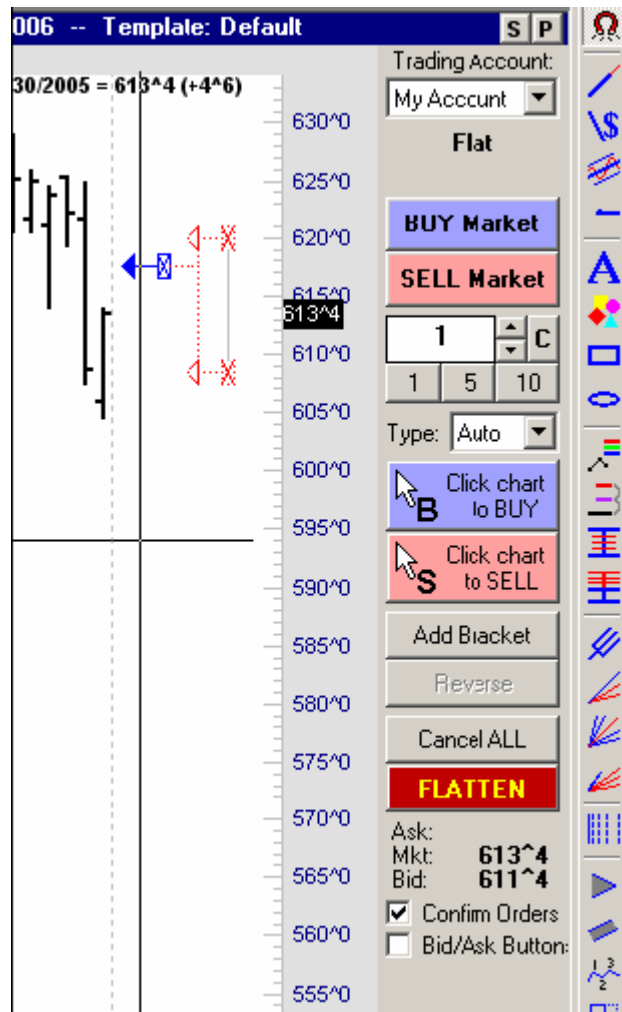 006 -- Template: Default
S P
30/2005 = 613^4 (+4^6)
Trading Account:
My Account
Flat
630^0
625^0
620^0
615^0
613^4
610^0
605^0
600^0
595^0
590^0
585^0
580^0
575^0
570^0
565^0
560^0
555^0
BUY Market
SELL Market
1
C
1 5 10
Type: Auto
B Click chart
to BUY
S Click chart
to SELL
Add Bracket
Reverse
Cancel ALL
FLATTEN
Ask:
Mkt: 613^4
Bid: 611^4
Confirm Orders
Bid/Ask Button
\$
A
1 3
2